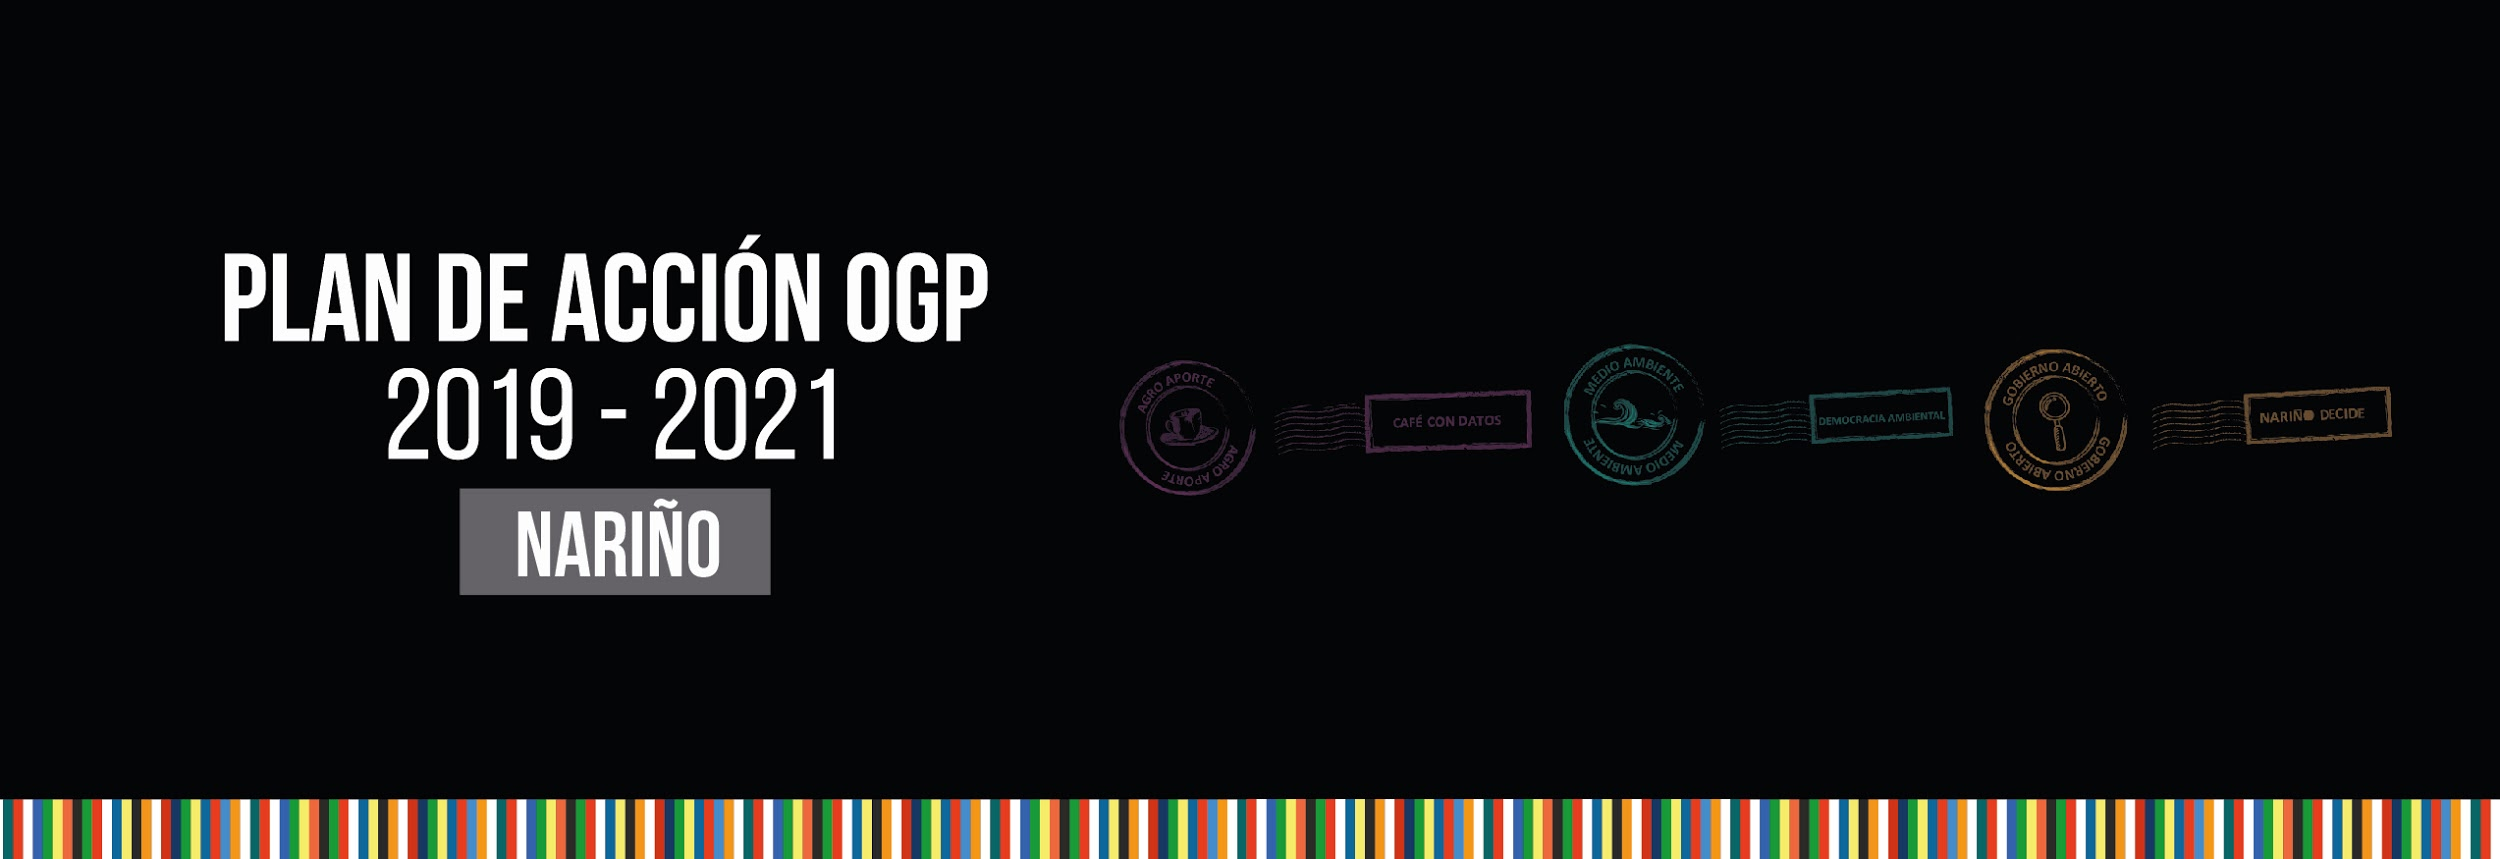 PLAN DE ACCIÓN OGP
2019 - 2021
NARIÑO
AGRO APORTE
AGRO APORTE
CAFÉ CON DATOS
MEDIO AMBIENTE
MEDIO AMBIENTE
DEMOCRACIA AMBIENTAL
GOBIERNO ABIERTO
GOBIERNO ABIERTO
NARIÑO DECIDE